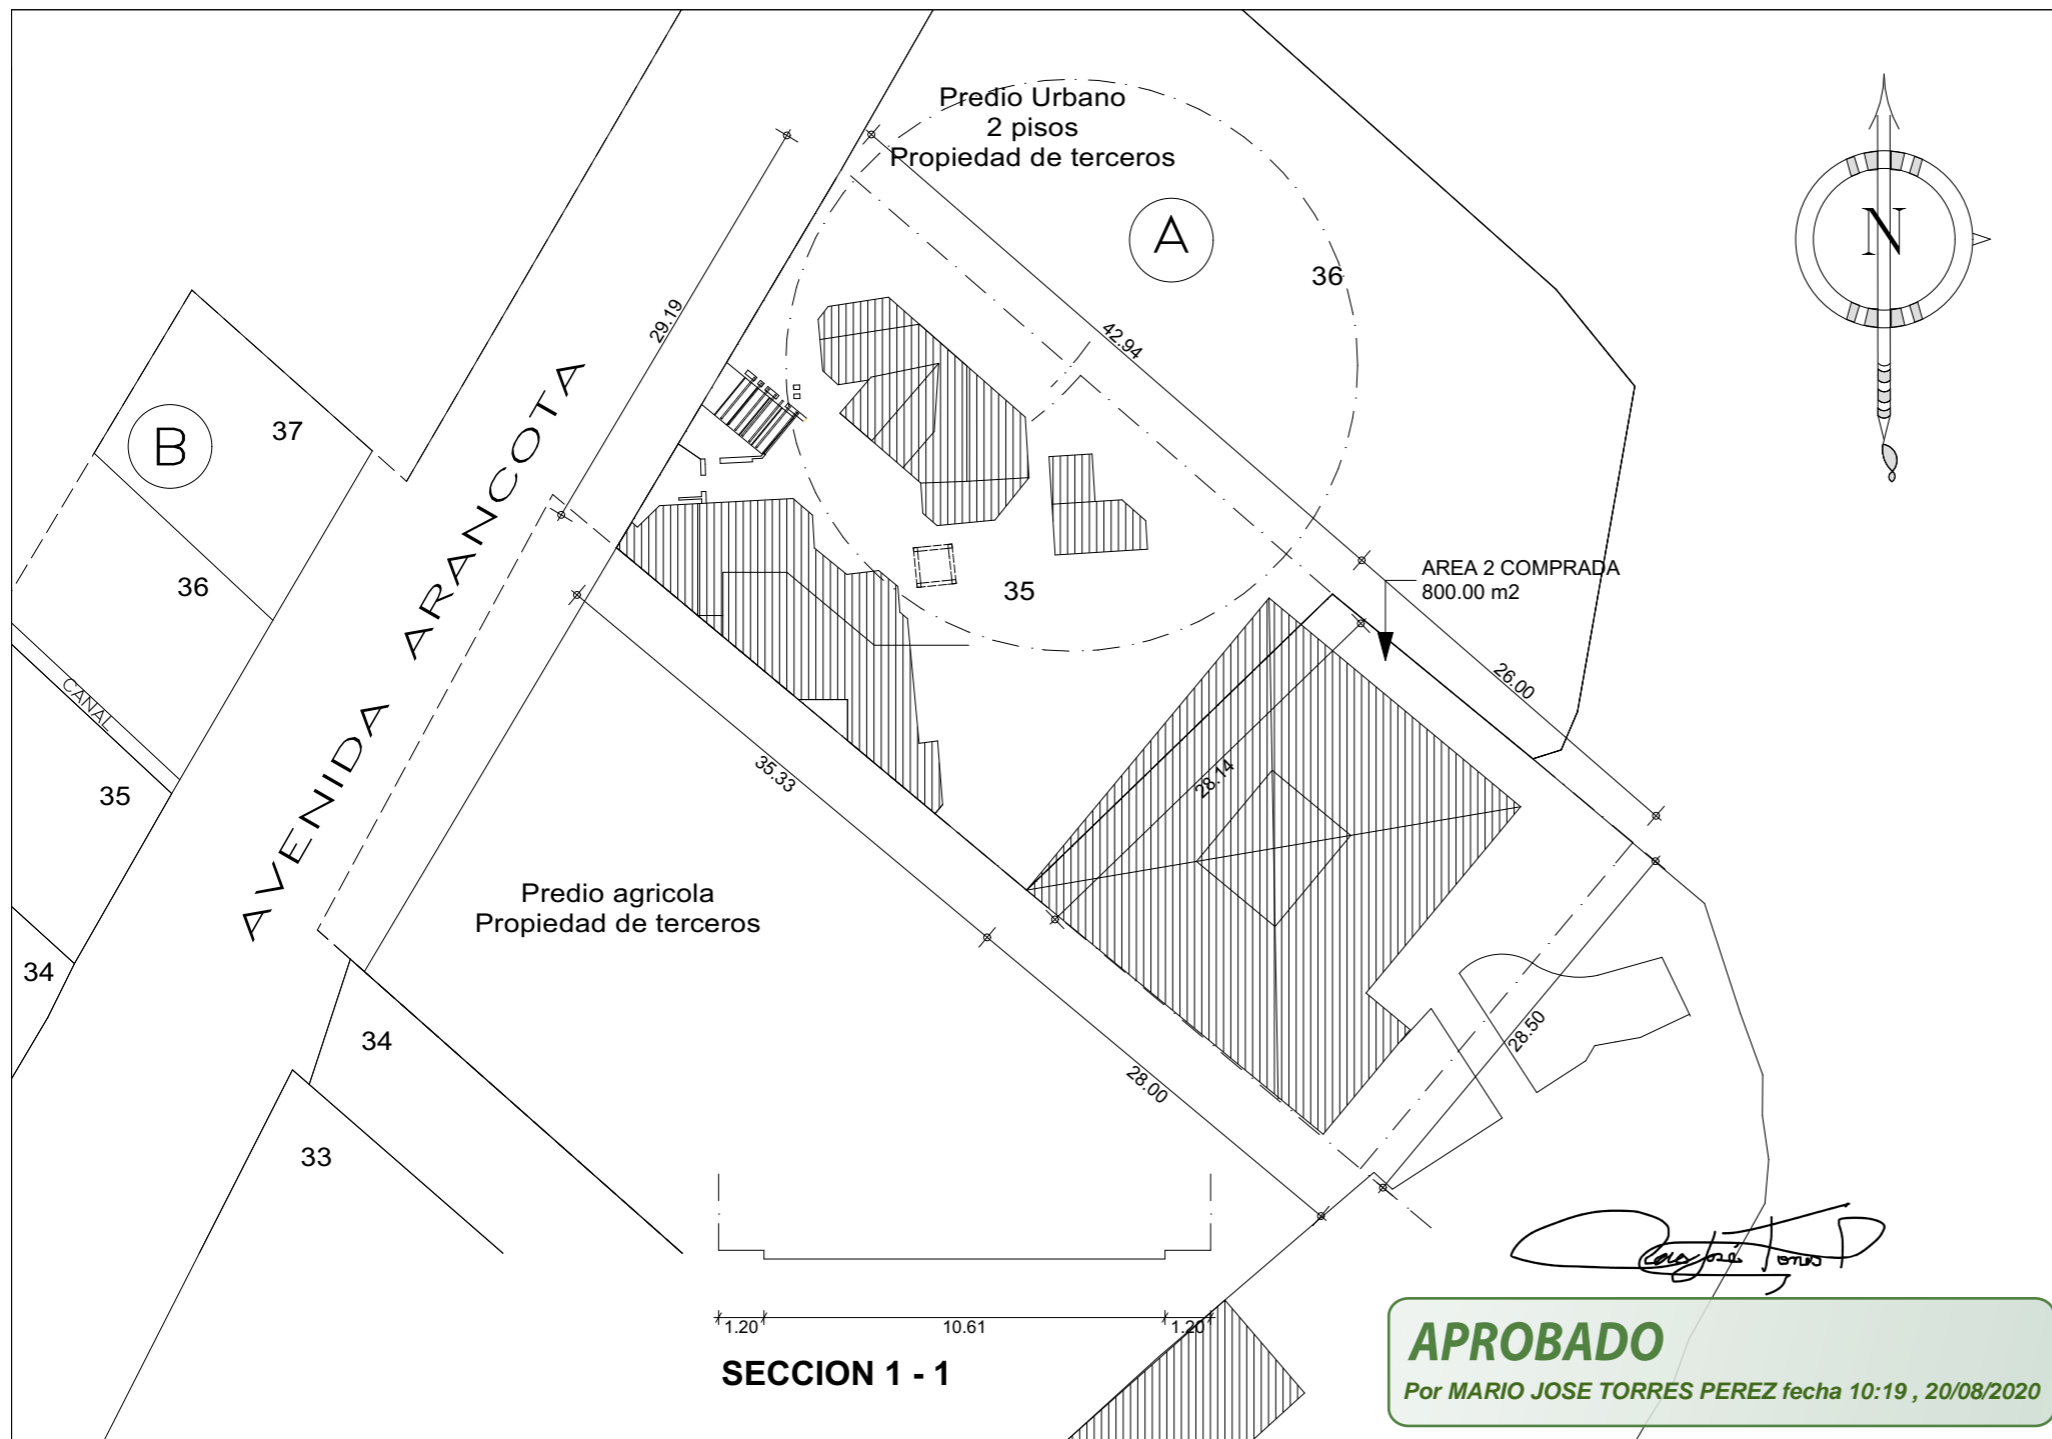 Predio Urbano
2 pisos
Propiedad de terceros
A
36
N
29.19
42.94
37
B
AVENIDA ARANCOTA
36
35
AREA 2 COMPRADA
800.00 m2
26.00
CANAL
35
35.33
28.14
Predio agricola
Propiedad de terceros
34
34
28.50
28.00
33
1.20
10.61
1.20
SECCION 1 - 1
APROBADO
Por MARIO JOSE TORRES PEREZ fecha 10:19 , 20/08/2020